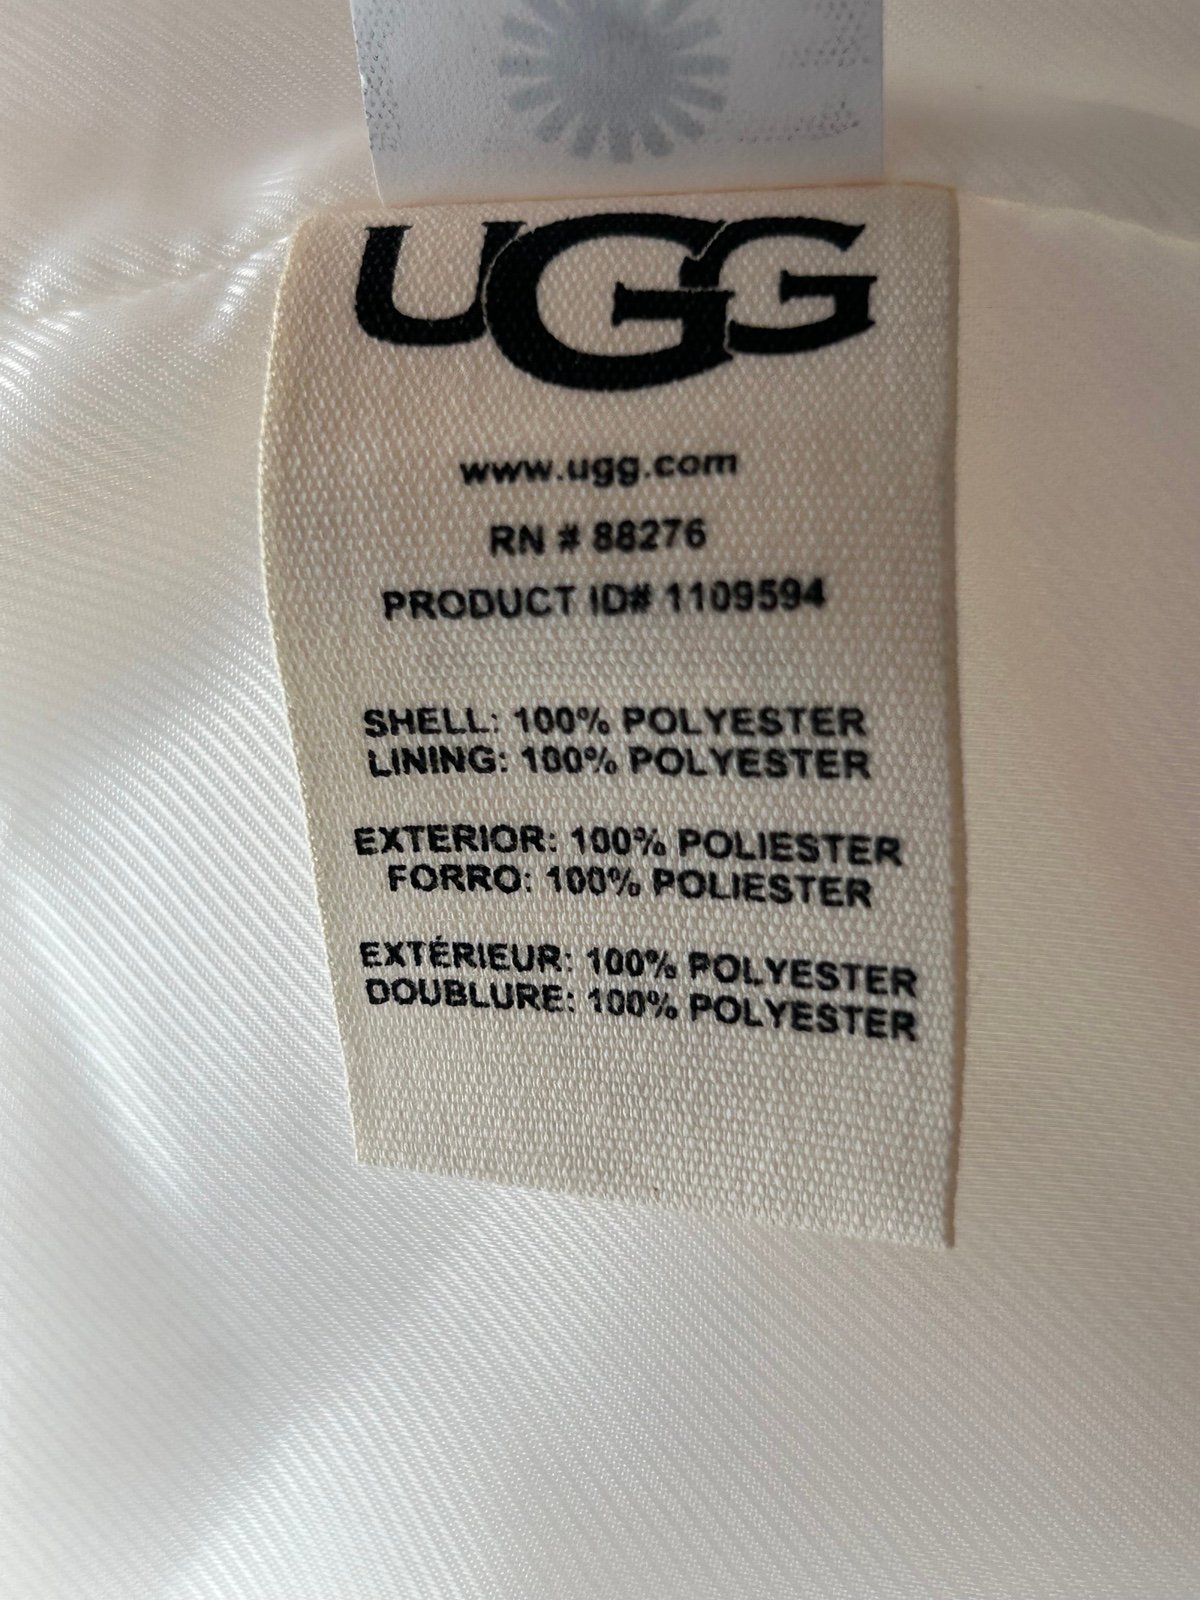 UGG
www.ugg.com
RN # 88276
PRODUCT ID# 1109594
SHELL: 100% POLYESTER
LINING: 100% POLYESTER
EXTERIOR: 100% POLIESTER
FORRO: 100% POLIESTER
EXTÉRIEUR: 100% POLYESTER
DOUBLURE: 100% POLYESTER